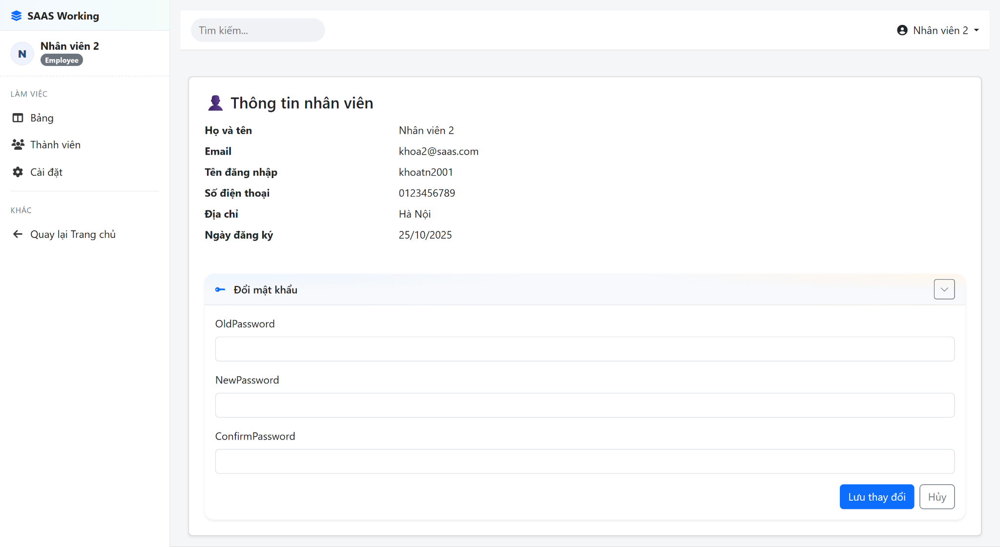 SAAS Working
N
Nhân viên 2
Employee
LÀM VIỆC
Bảng
Thành viên
Cài đặt
KHÁC
Quay lại Trang chủ
Tìm kiếm...
Nhân viên 2
Thông tin nhân viên
Họ và tên Nhân viên 2
Email khoa2@saas.com
Tên đăng nhập khoatn2001
Số điện thoại 0123456789
Địa chỉ Hà Nội
Ngày đăng ký 25/10/2025
Đổi mật khẩu
OldPassword
NewPassword
ConfirmPassword
Lưu thay đổi Hủy